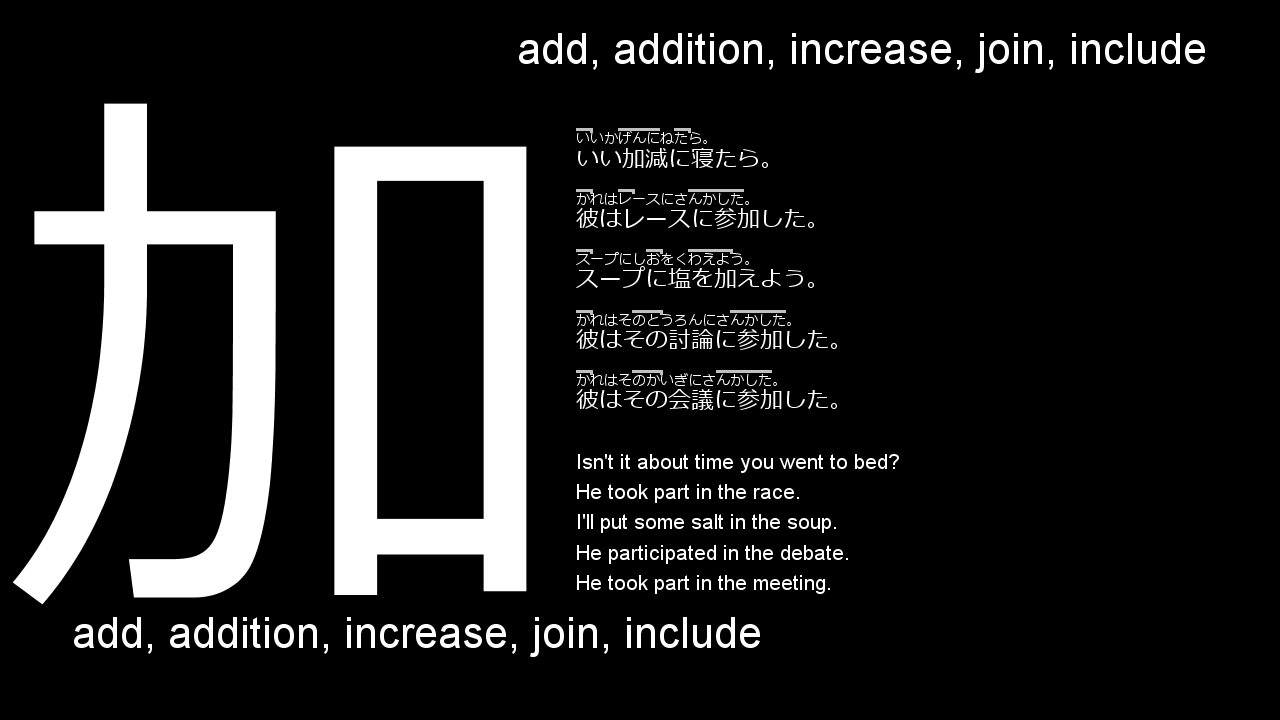 add, addition, increase, join, include
加
いいかげんにねたら。
いい加減に寝たら。
かれはレースにさんかした。
彼はレースに参加した。
スープにしおをくわえよう。
スープに塩を加えよう。
かれはそのとうろんにさんかした。
彼はその討論に参加した。
かれはそのかいぎにさんかした。
彼はその会議に参加した。
Isn't it about time you went to bed?
He took part in the race.
I'll put some salt in the soup.
He participated in the debate.
He took part in the meeting.
add, addition, increase, join, include